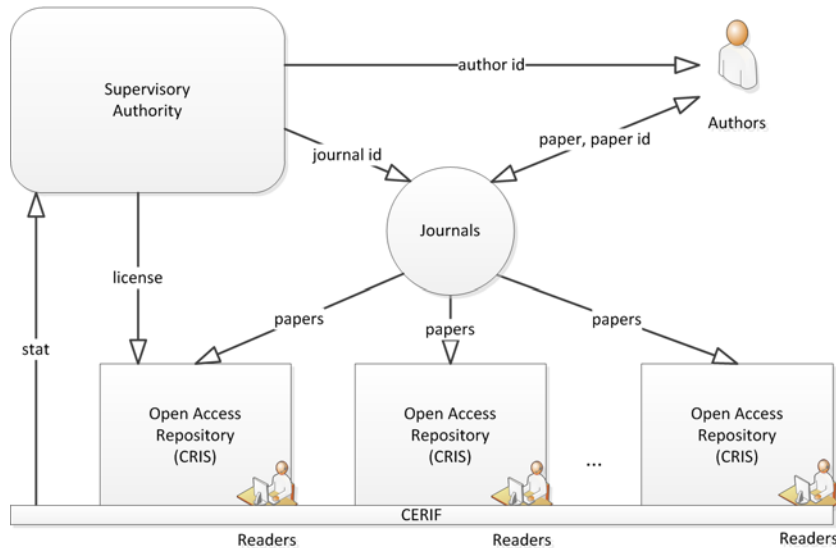 Supervisory
Authority
author id
Authors
paper, paper id
journal id
Journals
license
papers
papers
papers
stat
Open Access
Repository
(CRIS)
Open Access
Repository
(CRIS)
...
Open Access
Repository
(CRIS)
CERIF
Readers
Readers
Readers